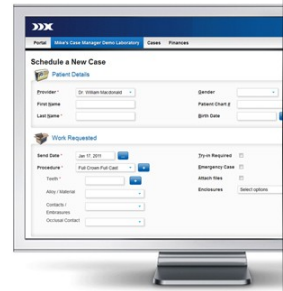 DDX
Portal Mike's Case Manager Demo Laboratory Cases Finances
Schedule a New Case
Patient Details
Provider * Dr. William Macdonald Gender
First Name Patient Chart #
Last Name * Birth Date
Work Requested
Send Date * Jan 17, 2011 Try-in Required
Procedure * Full Crown Full Cast Emergency Case
Teeth * Attach files
Alloy / Material Enclosures Select options
Contacts /
Embrasures
Occlusal Contact